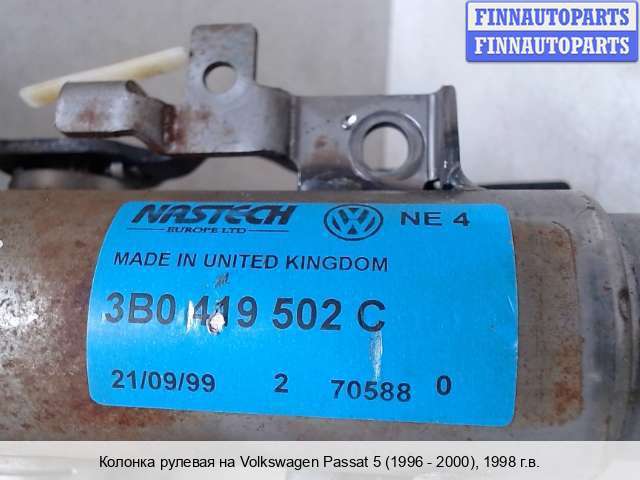 FINNAUTOPARTS
FINNAUTOPARTS
NASTECH NE 4
EUROPE LTD
MADE IN UNITED KINGDOM
3B0 419 502 C
21/09/99 2 70588 0
Колонка рулевая на Volkswagen Passat 5 (1996 - 2000), 1998 г.в.